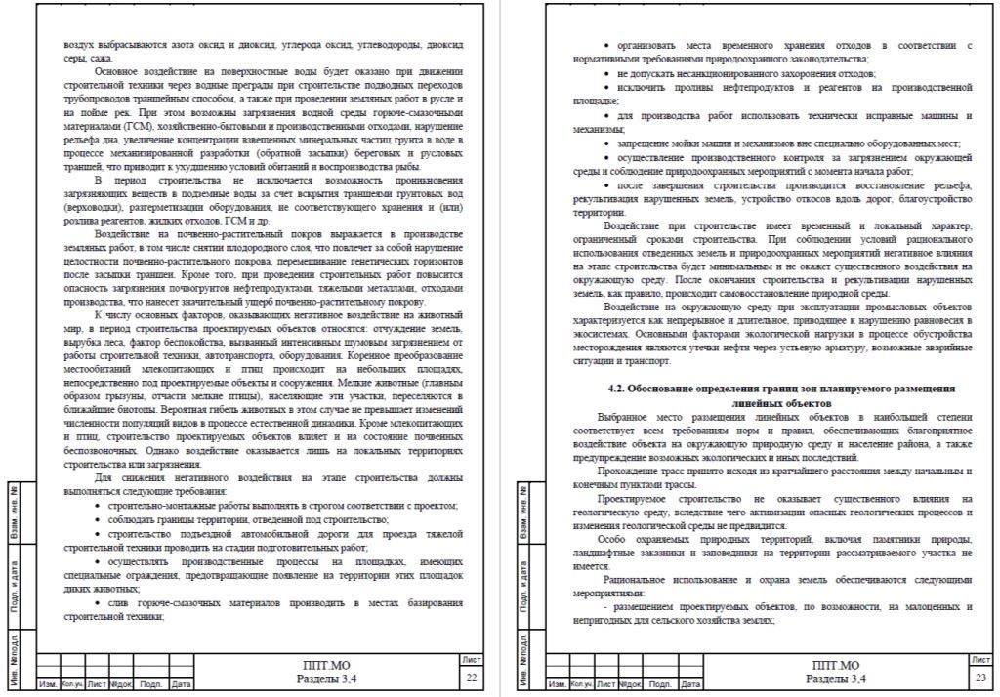 воздух выбрасываются азота оксид и диоксид, углерода оксид, углеводороды, диоксид
серы, сажа.
Основное воздействие на поверхностные воды будет оказано при движении
строительной техники через водные преграды при строительстве подводных переходов
трубопроводов траншейным способом, а также при проведении земляных работ в русле и
на пойме рек. При этом возможны загрязнения водной среды горюче-смазочными
материалами (ГСМ), хозяйственно-бытовыми и производственными отходами, нарушение
рельефа дна, увеличение концентрации взвешенных минеральных частиц грунта в воде в
процессе механизированной разработки (обратной засыпки) береговых и русловых
траншей, что приводит к ухудшению условий обитаний и воспроизводства рыбы.
В период строительства не исключается возможность проникновения
загрязняющих веществ в подземные воды за счет вскрытия траншеями грунтовых вод
(верховодки), разгерметизации оборудования, не соответствующего хранения и (или)
розлива реагентов, жидких отходов, ГСМ и др.
Воздействие на почвенно-растительный покров выражается в производстве
земляных работ, в том числе снятии плодородного слоя, что повлечет за собой нарушение
целостности почвенно-растительного покрова, перемешивание генетических горизонтов
после засыпки траншеи. Кроме того, при проведении строительных работ повысится
опасность загрязнения почвогрунтов нефтепродуктами, тяжелыми металлами, отходами
производства, что нанесет значительный ущерб почвенно-растительному покрову.
К числу основных факторов, оказывающих негативное воздействие на животный
мир, в период строительства проектируемых объектов относятся: отчуждение земель,
вырубка леса, фактор беспокойства, вызванный интенсивным шумовым загрязнением от
работы строительной техники, автотранспорта, оборудования. Коренное преобразование
местообитаний млекопитающих и птиц происходит на небольших площадях,
непосредственно под проектируемые объекты и сооружения. Мелкие животные (главным
образом грызуны, отчасти мелкие птицы), населяющие эти участки, переселяются в
ближайшие биотопы. Вероятная гибель животных в этом случае не превышает изменений
численности популяций видов в процессе естественной динамики. Кроме млекопитающих
и птиц, строительство проектируемых объектов влияет и на состояние почвенных
беспозвоночных. Однако воздействие оказывается лишь на локальных территориях
строительства или загрязнения.
Для снижения негативного воздействия на этапе строительства должны
выполняться следующие требования:
• строительно-монтажные работы выполнять в строгом соответствии с проектом;
• соблюдать границы территории, отведенной под строительство;
• строительство подъездной автомобильной дороги для проезда тяжелой
строительной техники проводить на стадии подготовительных работ;
• осуществлять производственные процессы на площадках, имеющих
специальные ограждения, предотвращающие появление на территории этих площадок
диких животных;
• слив горюче-смазочных материалов производить в местах базирования
строительной техники;
Взам. инв. №
Подп. и дата
Инв. №подл.
Изм. Кол.уч. Лист №док. Подп. Дата
ППТ.МО
Разделы 3,4
Лист
22
• организовать места временного хранения отходов в соответствии с
нормативными требованиями природоохранного законодательства;
• не допускать несанкционированного захоронения отходов;
• исключить проливы нефтепродуктов и реагентов на производственной
площадке;
• для производства работ использовать технически исправные машины и
механизмы;
• запрещение мойки машин и механизмов вне специально оборудованных мест;
• осуществление производственного контроля за загрязнением окружающей
среды и соблюдение природоохранных мероприятий с момента начала работ;
• после завершения строительства производится восстановление рельефа,
рекультивация нарушенных земель, устройство откосов вдоль дорог, благоустройство
территории.
Воздействие при строительстве имеет временный и локальный характер,
ограниченный сроками строительства. При соблюдении условий рационального
использования отведенных земель и природоохранных мероприятий негативное влияния
на этапе строительства будет минимальным и не окажет существенного воздействия на
окружающую среду. После окончания строительства и рекультивации нарушенных
земель, как правило, происходит самовосстановление природной среды.
Воздействие на окружающую среду при эксплуатации промысловых объектов
характеризуется как непрерывное и длительное, приводящее к нарушению равновесия в
экосистемах. Основными факторами экологической нагрузки в процессе обустройства
месторождения являются утечки нефти через устьевую арматуру, возможные аварийные
ситуации и транспорт.
4.2. Обоснование определения границ зон планируемого размещения
линейных объектов
Выбранное место размещения линейных объектов в наибольшей степени
соответствует всем требованиям норм и правил, обеспечивающих благоприятное
воздействие объекта на окружающую природную среду и население района, а также
предупреждение возможных экологических и иных последствий.
Прохождение трасс принято исходя из кратчайшего расстояния между начальным и
конечным пунктами трассы.
Проектируемое строительство не оказывает существенного влияния на
геологическую среду, вследствие чего активизации опасных геологических процессов и
изменения геологической среды не предвидится.
Особо охраняемых природных территорий, включая памятники природы,
ландшафтные заказники и заповедники на территории рассматриваемого участка не
имеется.
Рациональное использование и охрана земель обеспечиваются следующими
мероприятиями:
- размещением проектируемых объектов, по возможности, на малоценных и
непригодных для сельского хозяйства землях;
Взам. инв. №
Подп. и дата
Инв. №подл.
Изм. Кол.уч. Лист №док. Подп. Дата
ППТ.МО
Разделы 3,4
Лист
23